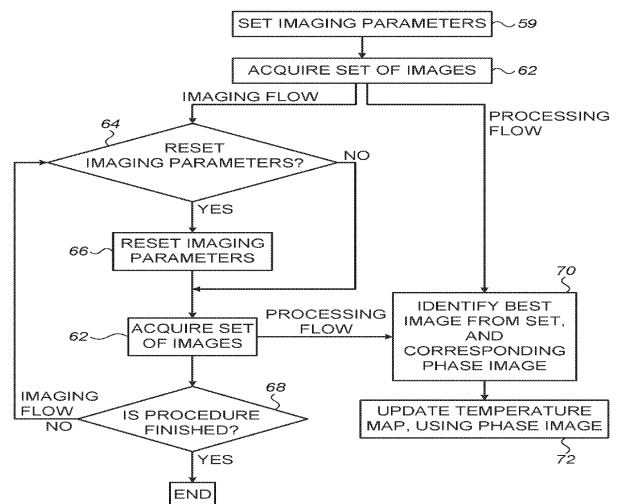 SET IMAGING PARAMETERS
59
ACQUIRE SET OF IMAGES
62
IMAGING FLOW
PROCESSING
FLOW
64
RESET
IMAGING PARAMETERS?
NO
YES
66
RESET IMAGING
PARAMETERS
62
ACQUIRE SET
OF IMAGES
PROCESSING
FLOW
70
IDENTIFY BEST
IMAGE FROM SET,
AND
CORRESPONDING
PHASE IMAGE
IMAGING
FLOW
NO
68
IS PROCEDURE
FINISHED?
UPDATE TEMPERATURE
MAP, USING PHASE IMAGE
72
YES
END